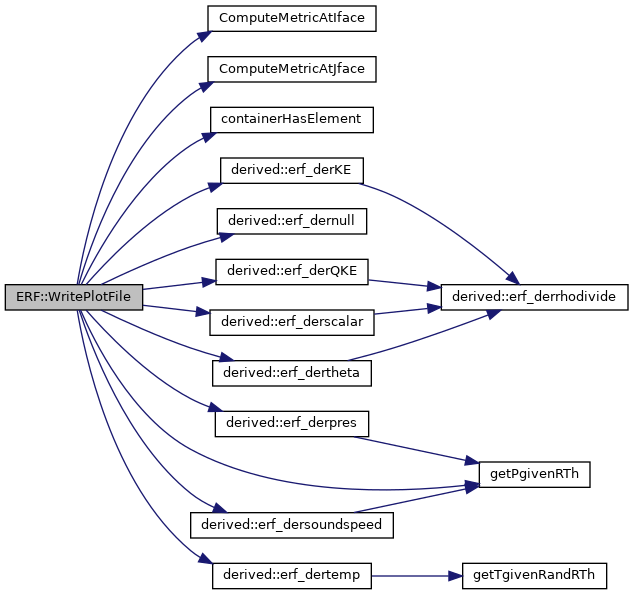 ComputeMetricAtIface
ComputeMetricAtJface
containerHasElement
derived::erf_derKE
derived::erf_dernull
derived::erf_derQKE
ERF::WritePlotFile
derived::erf_derrhodivide
derived::erf_derscalar
derived::erf_dertheta
derived::erf_derpres
getPgivenRTh
derived::erf_dersoundspeed
derived::erf_dertemp
getTgivenRandRTh